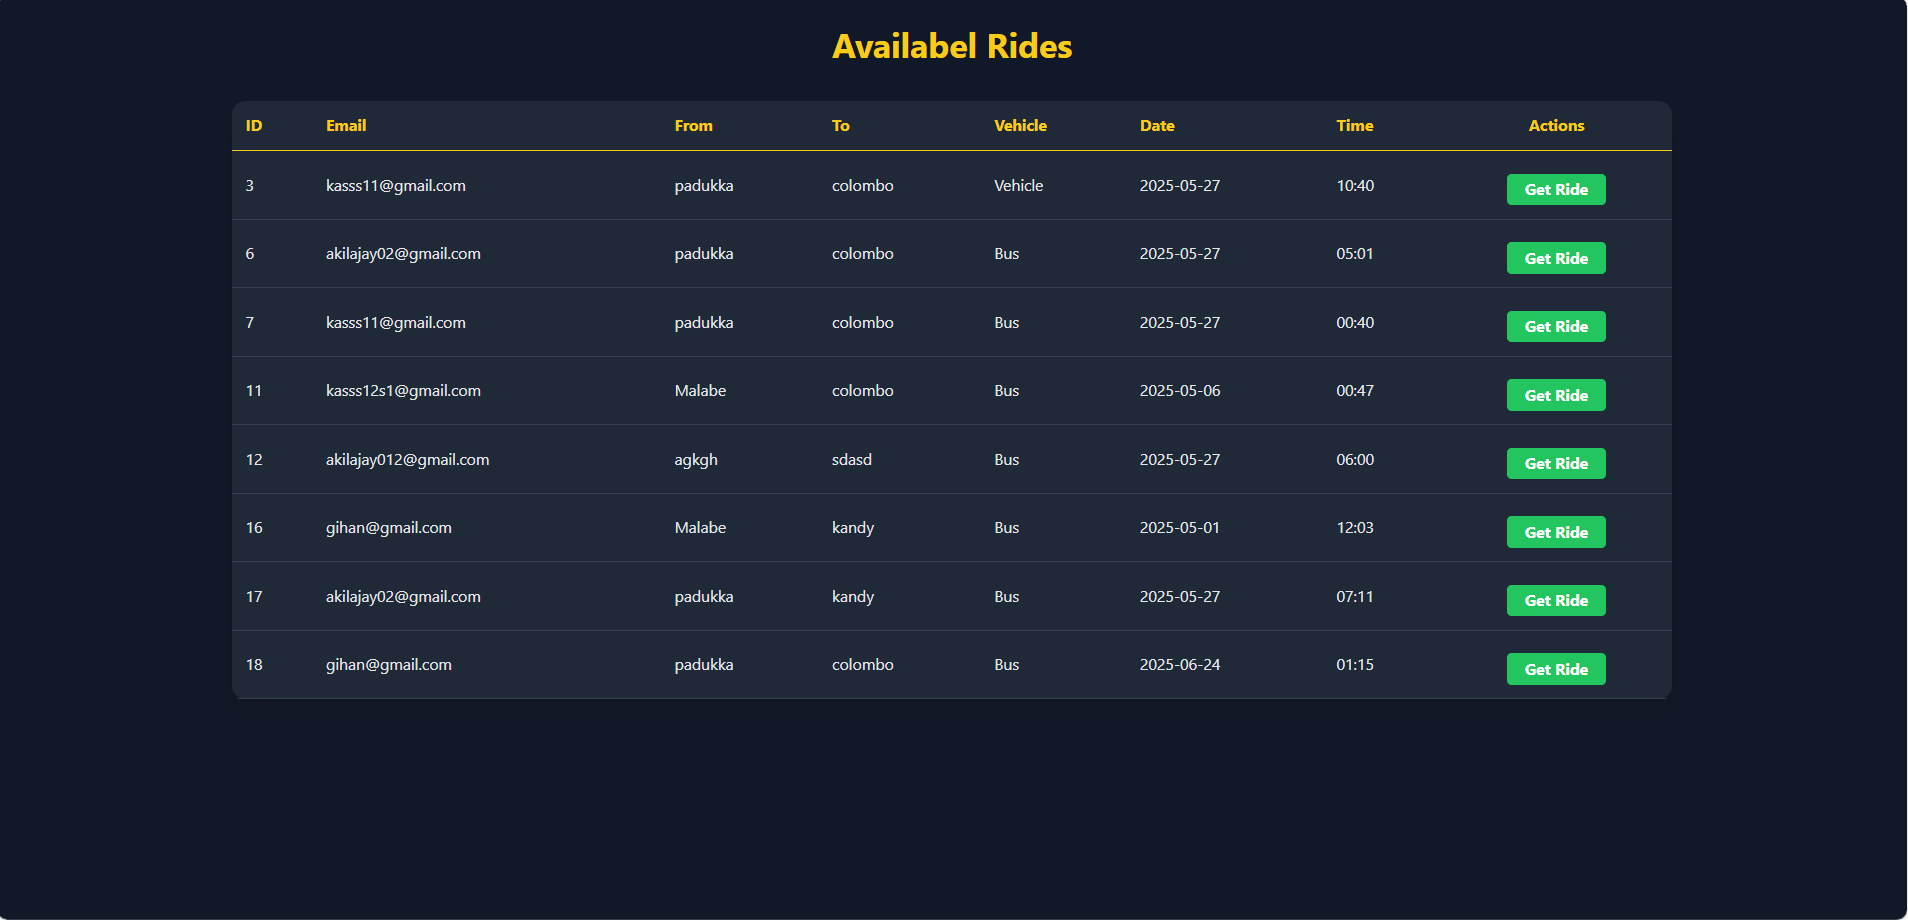 Availabel Rides
ID Email From To Vehicle Date Time Actions
3 kasss11@gmail.com padukka colombo Vehicle 2025-05-27 10:40 Get Ride
6 akilajay02@gmail.com padukka colombo Bus 2025-05-27 05:01 Get Ride
7 kasss11@gmail.com padukka colombo Bus 2025-05-27 00:40 Get Ride
11 kasss12s1@gmail.com Malabe colombo Bus 2025-05-06 00:47 Get Ride
12 akilajay012@gmail.com agkgh sdasd Bus 2025-05-27 06:00 Get Ride
16 gihan@gmail.com Malabe kandy Bus 2025-05-01 12:03 Get Ride
17 akilajay02@gmail.com padukka kandy Bus 2025-05-27 07:11 Get Ride
18 gihan@gmail.com padukka colombo Bus 2025-06-24 01:15 Get Ride